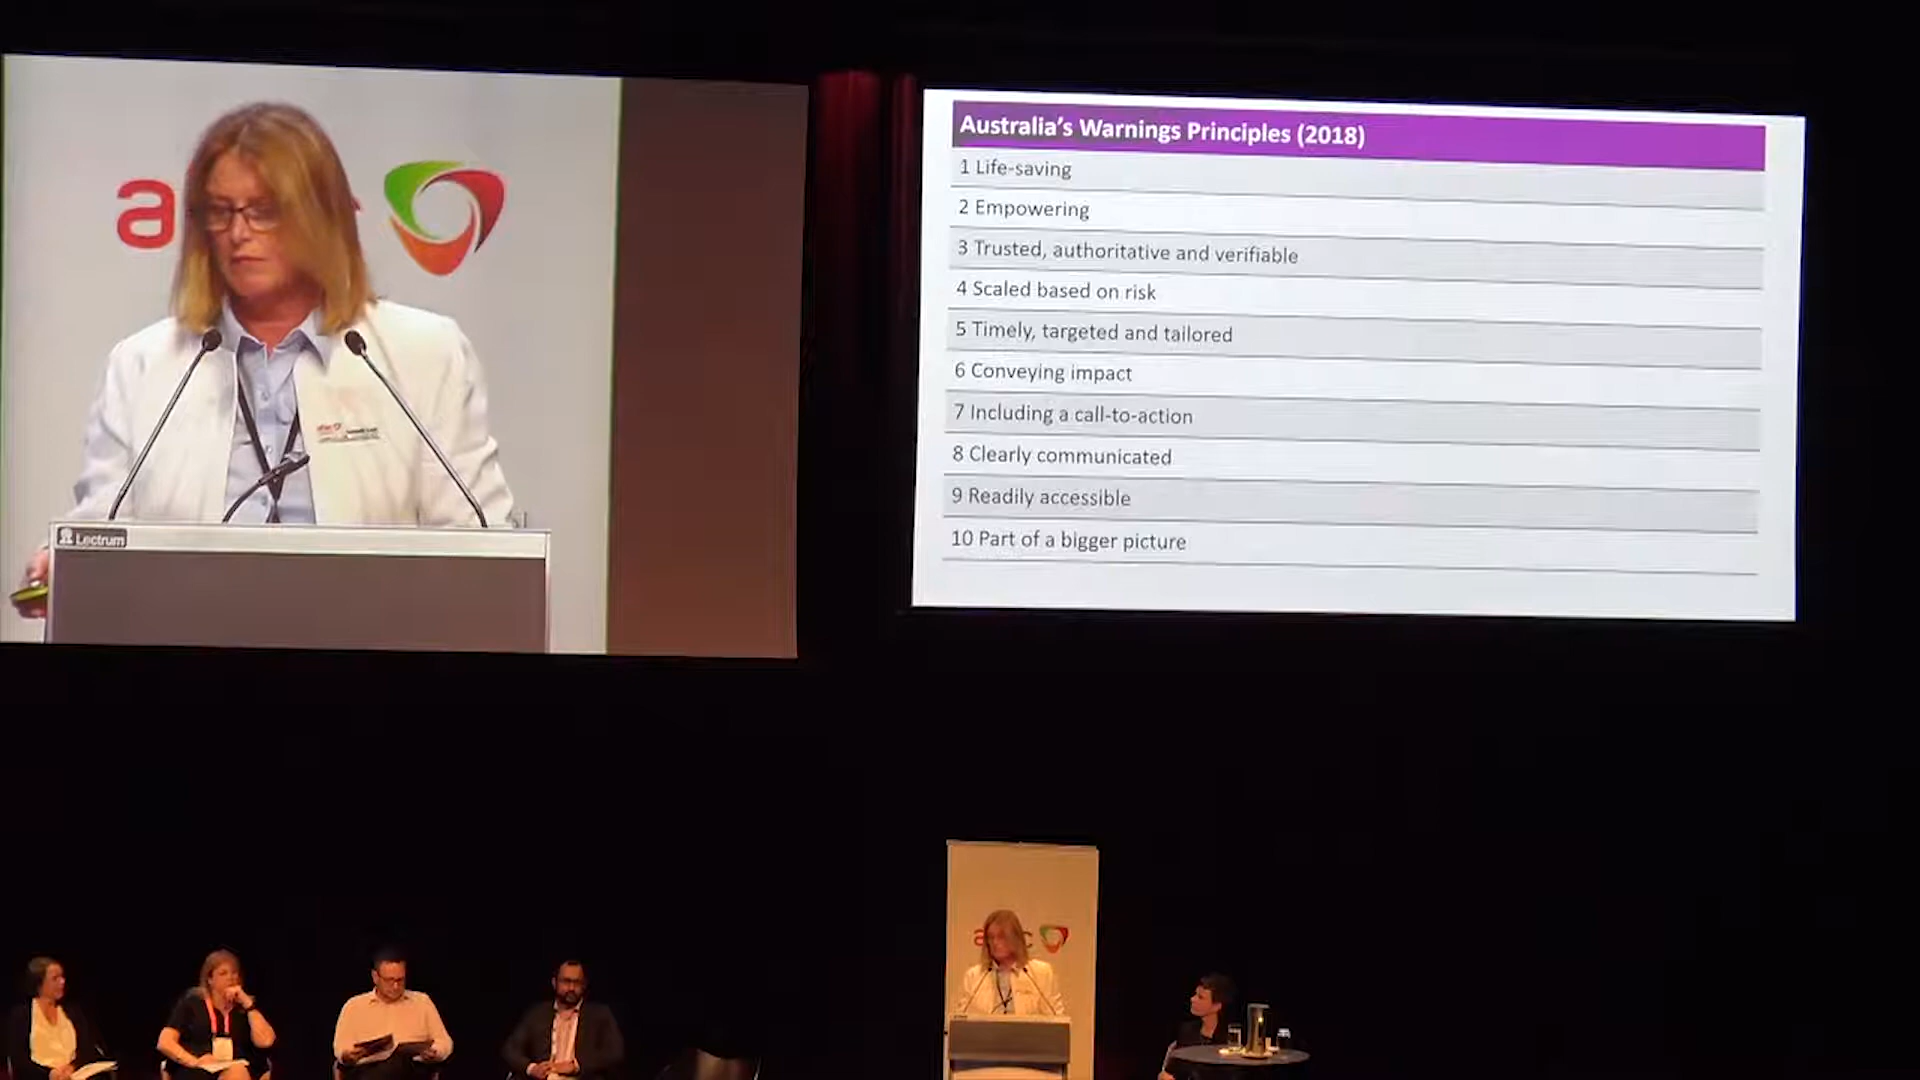 a
Lectrum
Australia's Warnings Principles (2018)
1 Life-saving
2 Empowering
3 Trusted, authoritative and verifiable
4 Scaled based on risk
5 Timely, targeted and tailored
6 Conveying impact
7 Including a call-to-action
8 Clearly communicated
9 Readily accessible
10 Part of a bigger picture
a c